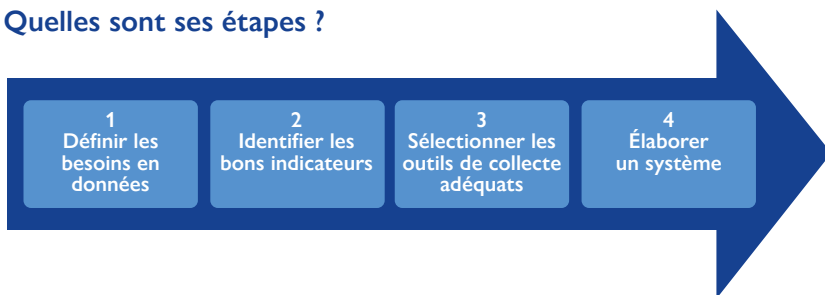 Quelles sont ses étapes ?
1
Définir les
besoins en
données
2
Identifier les
bons indicateurs
3
Sélectionner les
outils de collecte
adéquats
4
Élaborer
un système